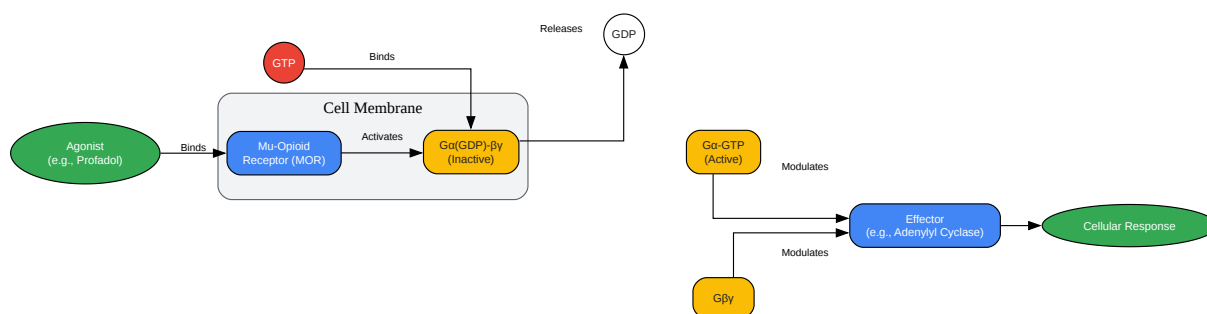 Releases
GDP
GTP
Binds
Cell Membrane
Agonist
(e.g., Profadol)
Binds
Mu-Opioid
Receptor (MOR)
Activates
Gα(GDP)-βγ
(Inactive)
Gα-GTP
(Active)
Modulates
Effector
(e.g., Adenylyl Cyclase)
Cellular Response
Modulates
Gβγ